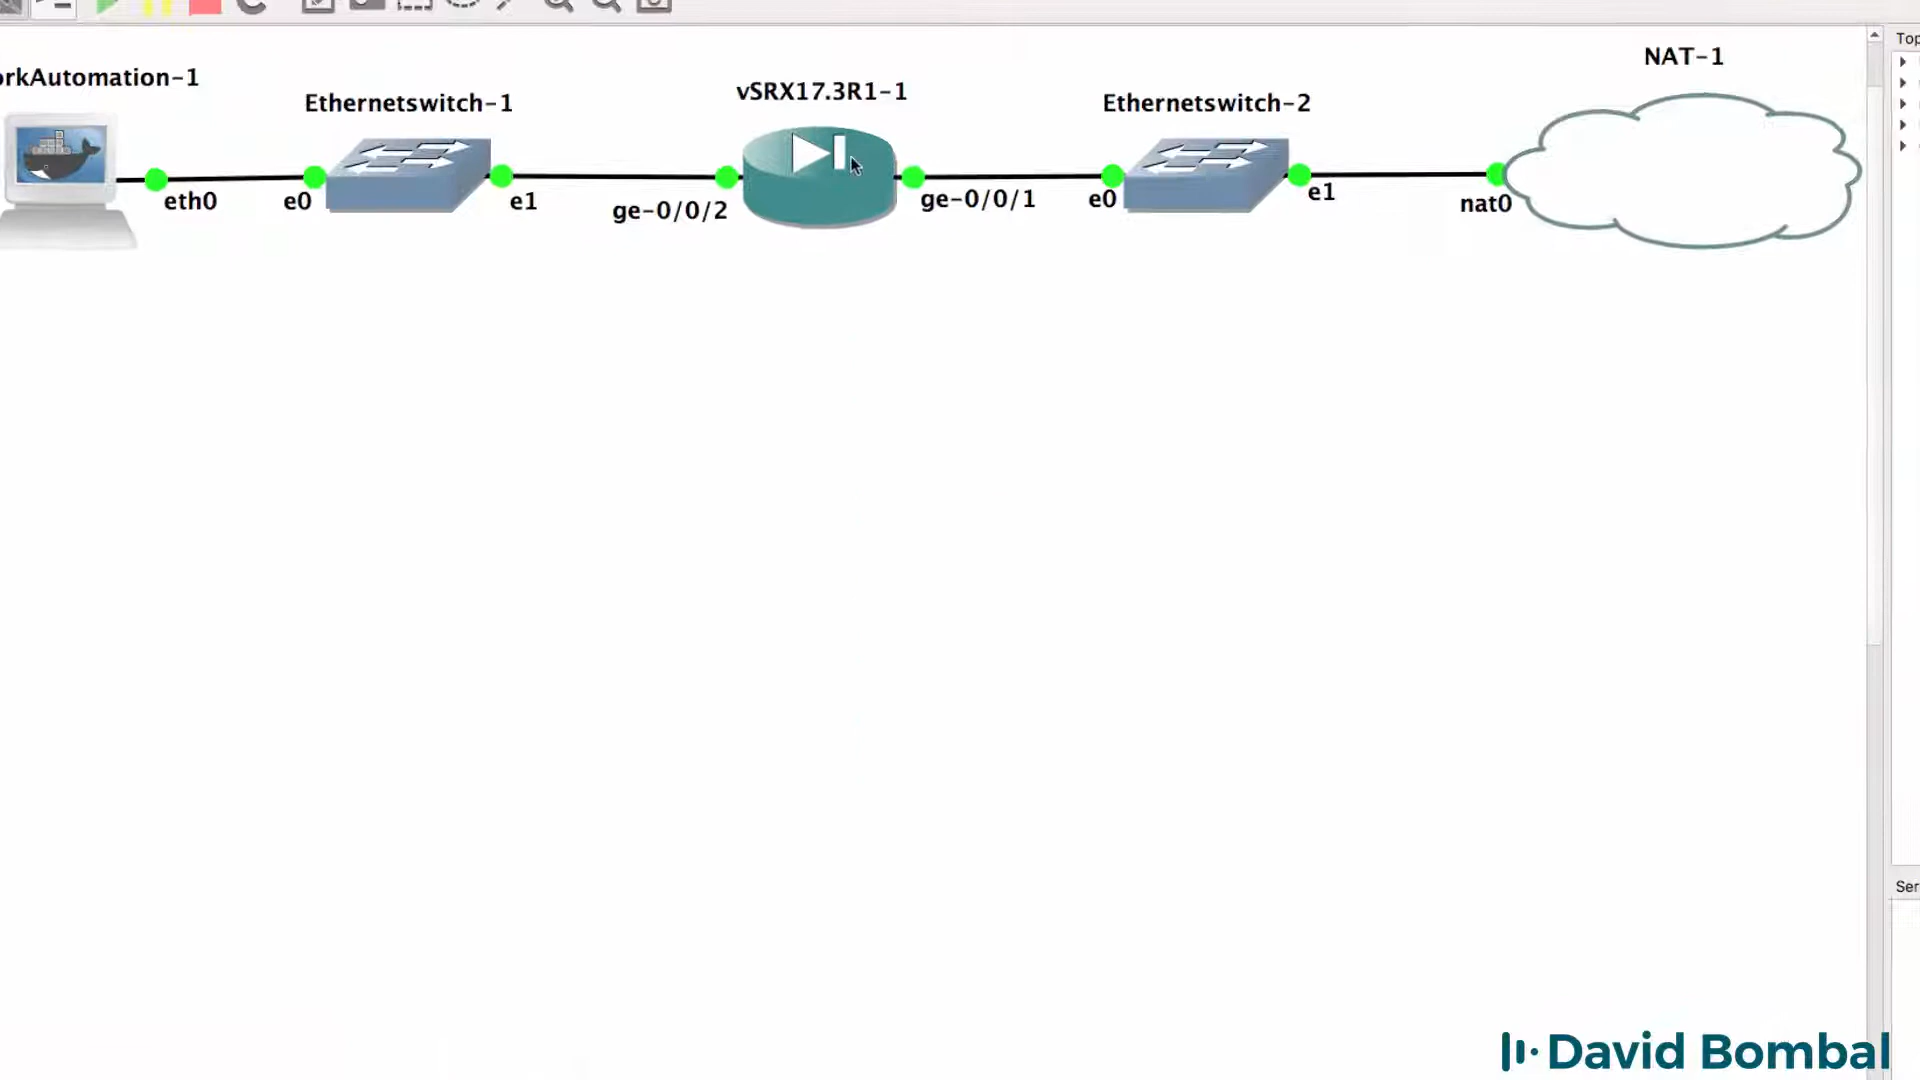 orkAutomation-1
Ethernetswitch-1
vSRX17.3R1-1
Ethernetswitch-2
NAT-1
eth0
e0
e1
ge-0/0/2
ge-0/0/1
e0
e1
nat0
Top
Ser
David Bombal